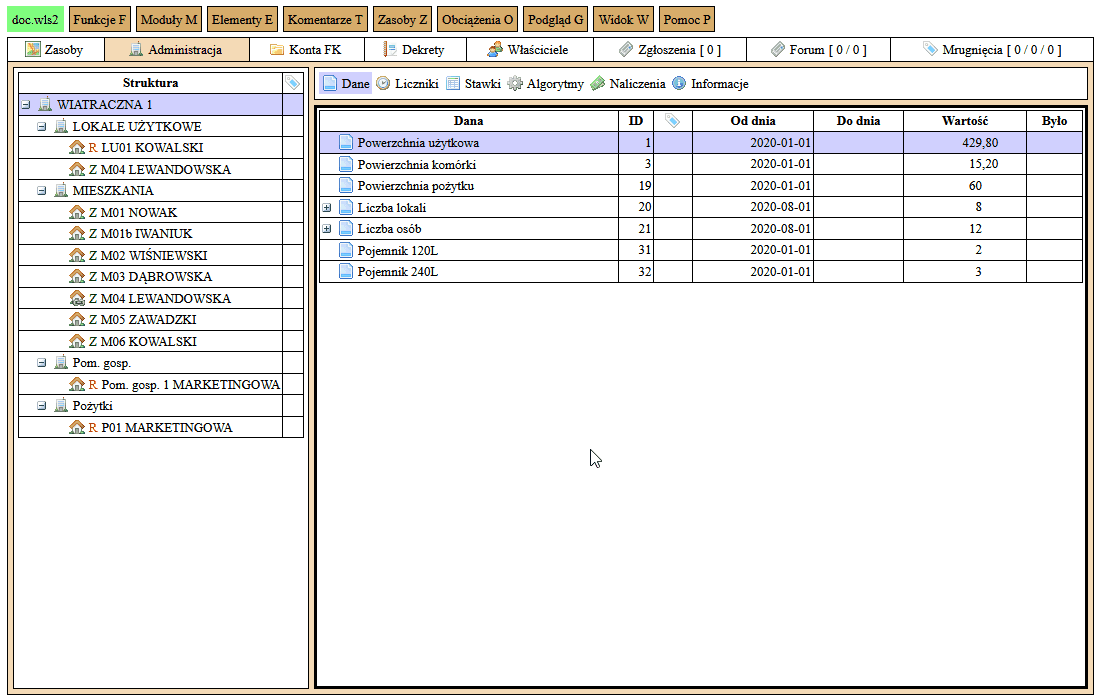 doc.wls2 Funkcje F Moduły M Elementy E Komentarze T Zasoby Z Obciążenia O Podgląd G Widok W Pomoc P
Zasoby Administracja Konta FK Dekrety Właściciele Zgłoszenia [ 0 ] Forum [ 0 / 0 ] Mrugnięcia [ 0 / 0 / 0 ]
Struktura
WIATRACZNA 1
LOKALE UŻYTKOWE
R LU01 KOWALSKI
Z M04 LEWANDOWSKA
MIESZKANIA
Z M01 NOWAK
Z M01b IWANIUK
Z M02 WIŚNIEWSKI
Z M03 DĄBROWSKA
Z M04 LEWANDOWSKA
Z M05 ZAWADZKI
Z M06 KOWALSKI
Pom. gosp.
R Pom. gosp. 1 MARKETINGOWA
Pożytki
R P01 MARKETINGOWA
Dane Liczniki Stawki Algorytmy Naliczenia Informacje
Dana ID Od dnia Do dnia Wartość Było
Powerzchnia użytkowa 1 2020-01-01 429,80
Powierzchnia komórki 3 2020-01-01 15,20
Powierzchnia pożytku 19 2020-01-01 60
Liczba lokali 20 2020-08-01 8
Liczba osób 21 2020-08-01 12
Pojemnik 120L 31 2020-01-01 2
Pojemnik 240L 32 2020-01-01 3